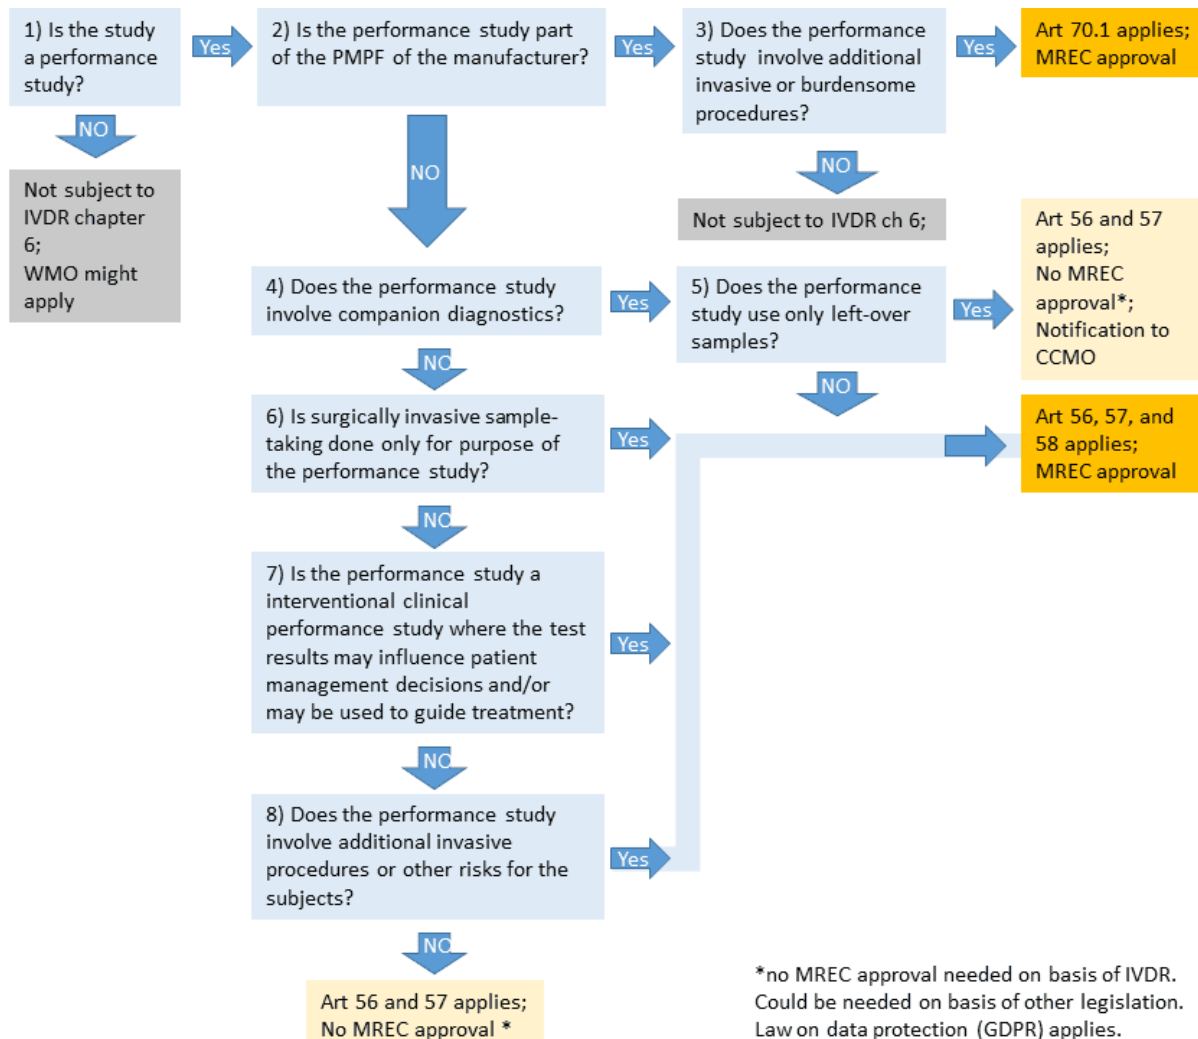 1) Is the study
a performance
study?
Yes
2) Is the performance study part
of the PMPF of the manufacturer?
Yes
3) Does the performance
study involve additional
invasive or burdensome
procedures?
Yes
Art 70.1 applies;
MREC approval
NO
NO
NO
Not subject to
IVDR chapter
6;
WMO might
apply
Not subject to IVDR ch 6;
4) Does the performance study
involve companion diagnostics?
Yes
5) Does the performance
study use only left-over
samples?
Yes
Art 56 and 57
applies;
No MREC
approval*;
Notification to
CCMO
NO
NO
6) Is surgically invasive sample-
taking done only for purpose of
the performance study?
Yes
Art 56, 57, and
58 applies;
MREC approval
NO
7) Is the performance study a
interventional clinical
performance study where the test
results may influence patient
management decisions and/or
may be used to guide treatment?
Yes
NO
8) Does the performance study
involve additional invasive
procedures or other risks for the
subjects?
Yes
NO
Art 56 and 57 applies;
No MREC approval *
*no MREC approval needed on basis of IVDR.
Could be needed on basis of other legislation.
Law on data protection (GDPR) applies.